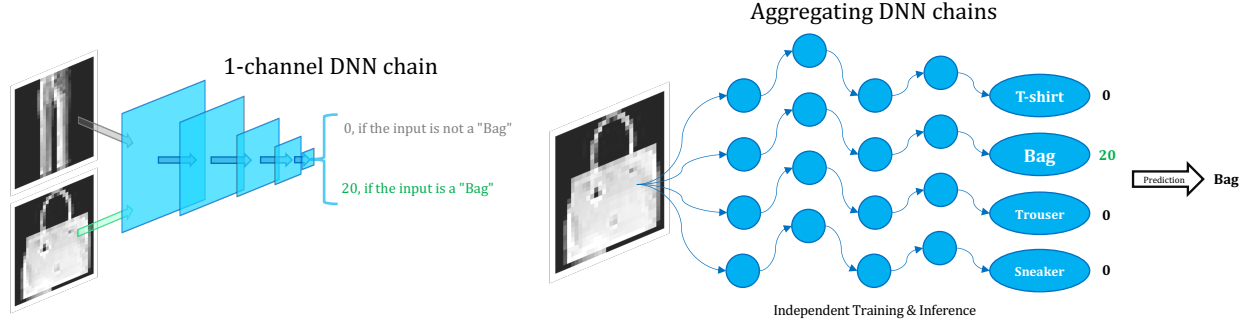 1-channel DNN chain
0, if the input is not a "Bag"
20, if the input is a "Bag"
Aggregating DNN chains
T-shirt 0
Bag 20
Trouser 0
Sneaker 0
Prediction Bag
Independent Training & Inference